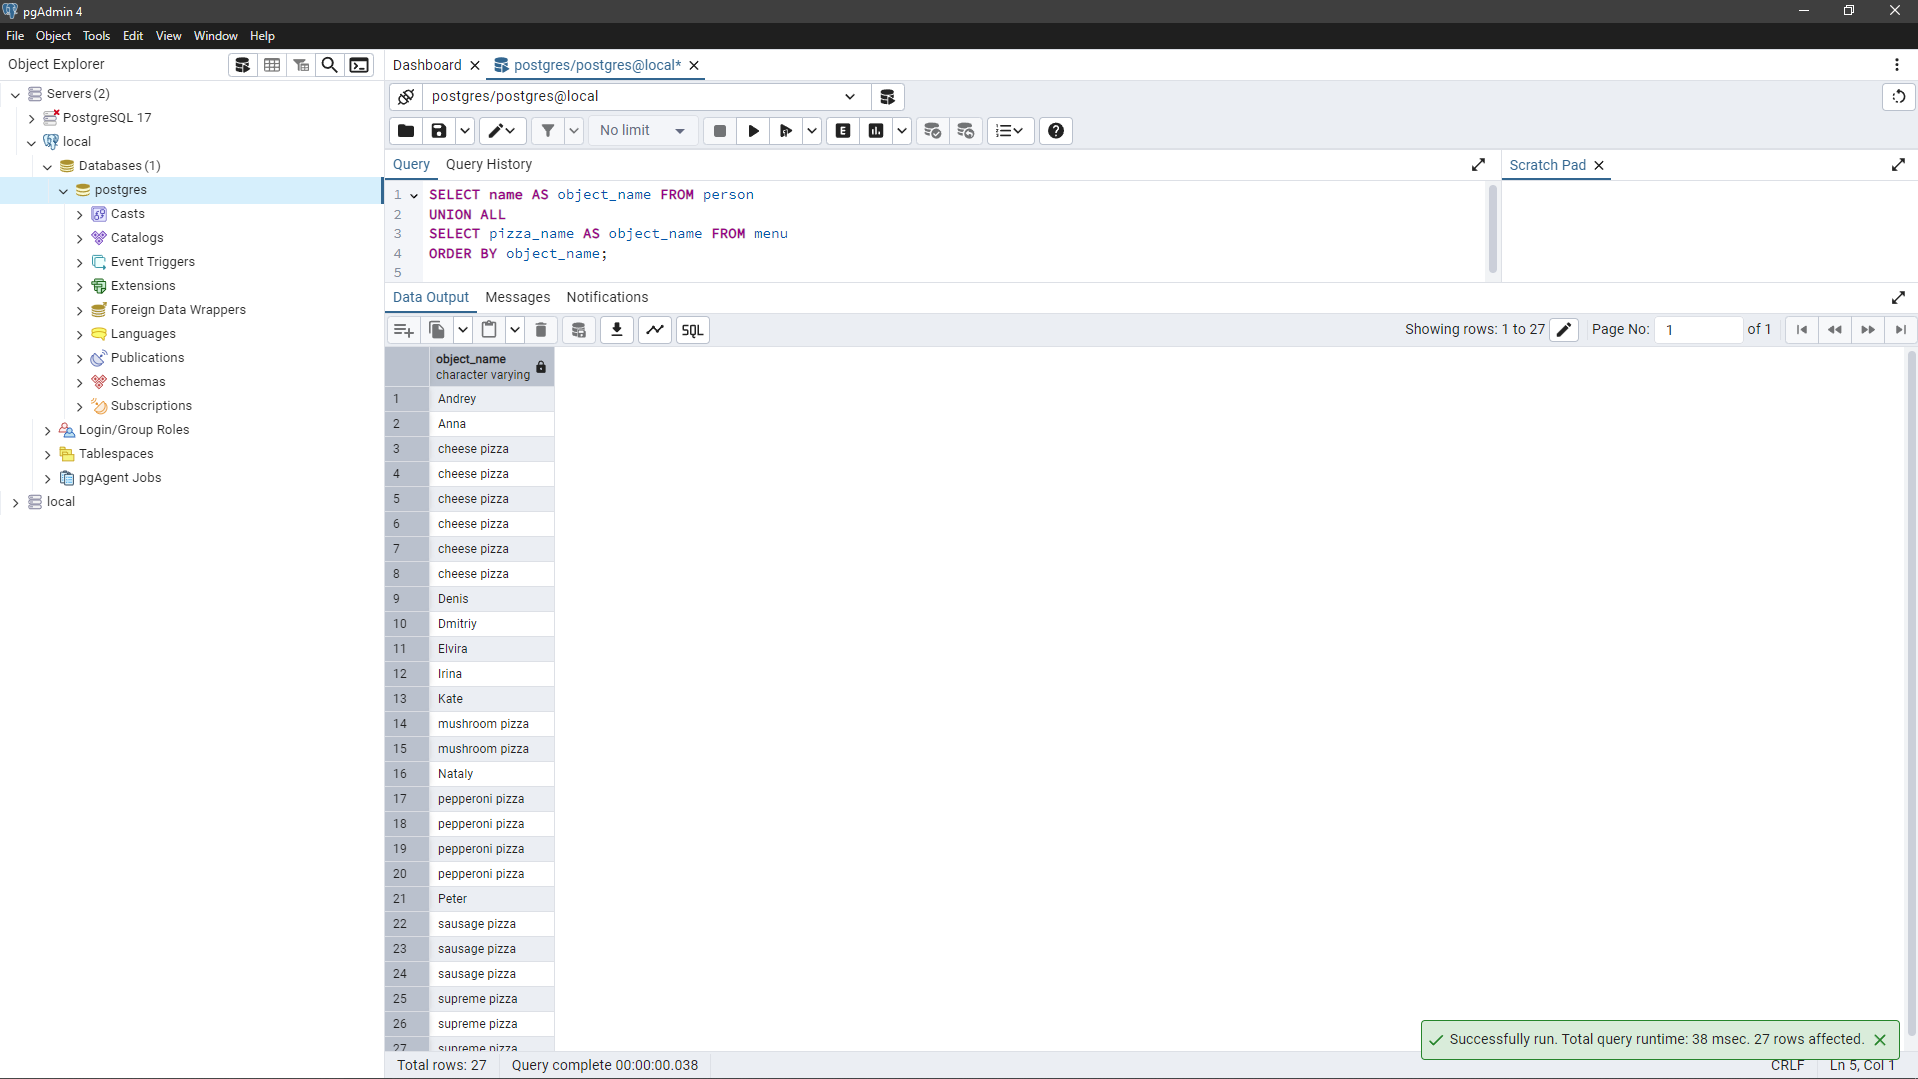 pgAdmin 4
File Object Tools Edit View Window Help
Object Explorer
Servers (2)
PostgreSQL 17
local
Databases (1)
postgres
Casts
Catalogs
Event Triggers
Extensions
Foreign Data Wrappers
Languages
Publications
Schemas
Subscriptions
Login/Group Roles
Tablespaces
pgAgent Jobs
local
Dashboard postgres/postgres@local*
postgres/postgres@local
No limit
E
Query Query History
Scratch Pad
1 SELECT name AS object_name FROM person
2 UNION ALL
3 SELECT pizza_name AS object_name FROM menu
4 ORDER BY object_name;
5
Data Output Messages Notifications
SQL
Showing rows: 1 to 27 Page No: 1 of 1
object_name
character varying
1 Andrey
2 Anna
3 cheese pizza
4 cheese pizza
5 cheese pizza
6 cheese pizza
7 cheese pizza
8 cheese pizza
9 Denis
10 Dmitriy
11 Elvira
12 Irina
13 Kate
14 mushroom pizza
15 mushroom pizza
16 Nataly
17 pepperoni pizza
18 pepperoni pizza
19 pepperoni pizza
20 pepperoni pizza
21 Peter
22 sausage pizza
23 sausage pizza
24 sausage pizza
25 supreme pizza
26 supreme pizza
27 supreme pizza
Successfully run. Total query runtime: 38 msec. 27 rows affected.
Total rows: 27 Query complete 00:00:00.038 CRLF Ln 5, Col 1